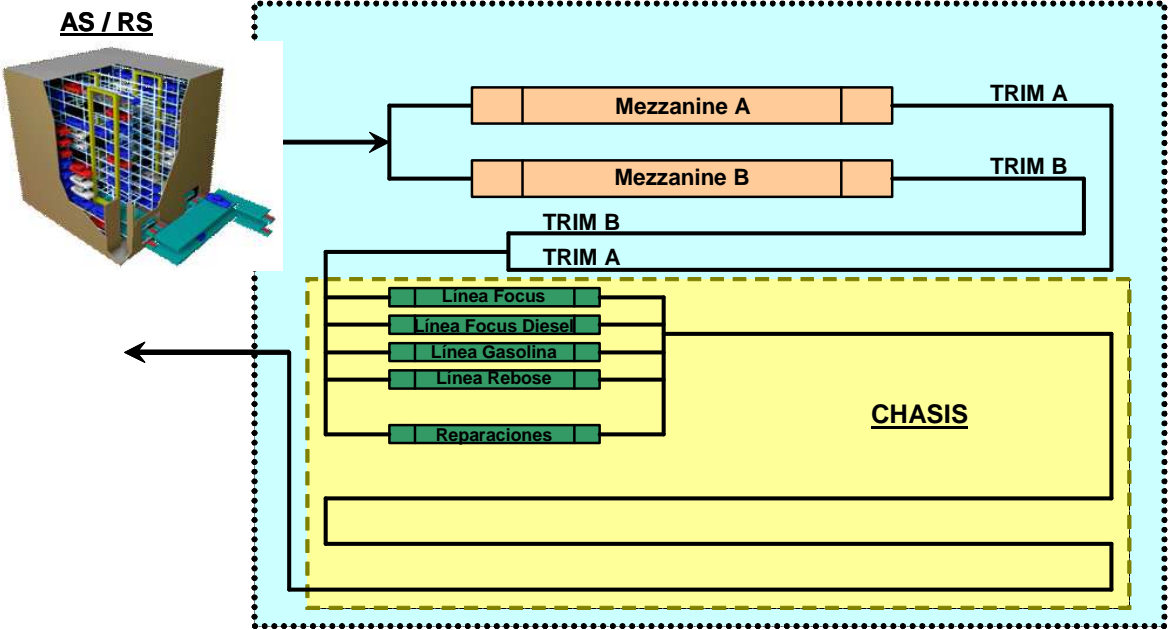 AS / RS
Mezzanine A
TRIM A
Mezzanine B
TRIM B
TRIM B
TRIM A
Línea Focus
Línea Focus Diesel
Línea Gasolina
Línea Rebose
Reparaciones
CHASIS